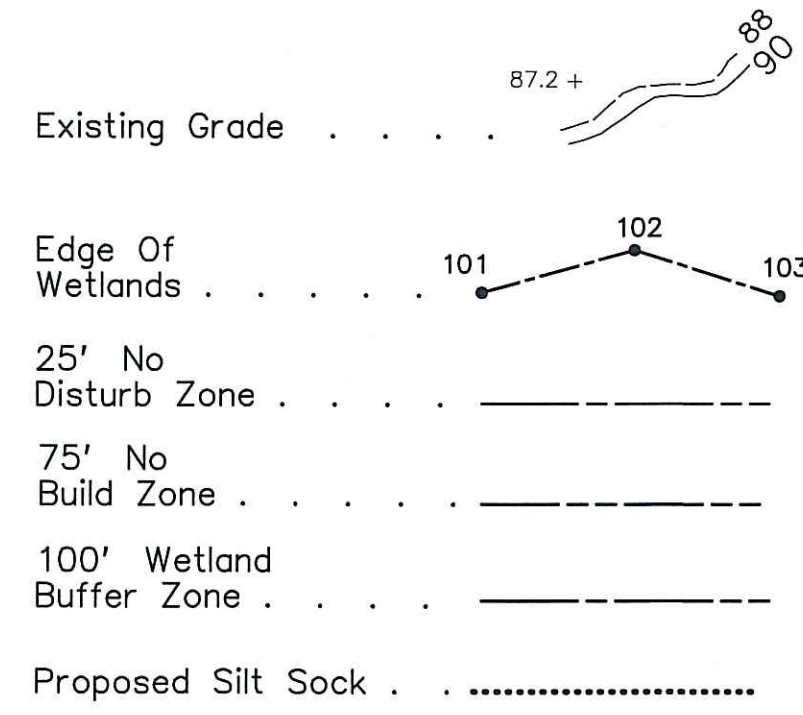 88
90
87.2 +
Existing Grade . . . .
102
Edge Of
101
103
Wetlands . . . . .
25' No
Disturb Zone . . . .
75' No
Build Zone . . . . .
100' Wetland
Buffer Zone . . . .
Proposed Silt Sock . .